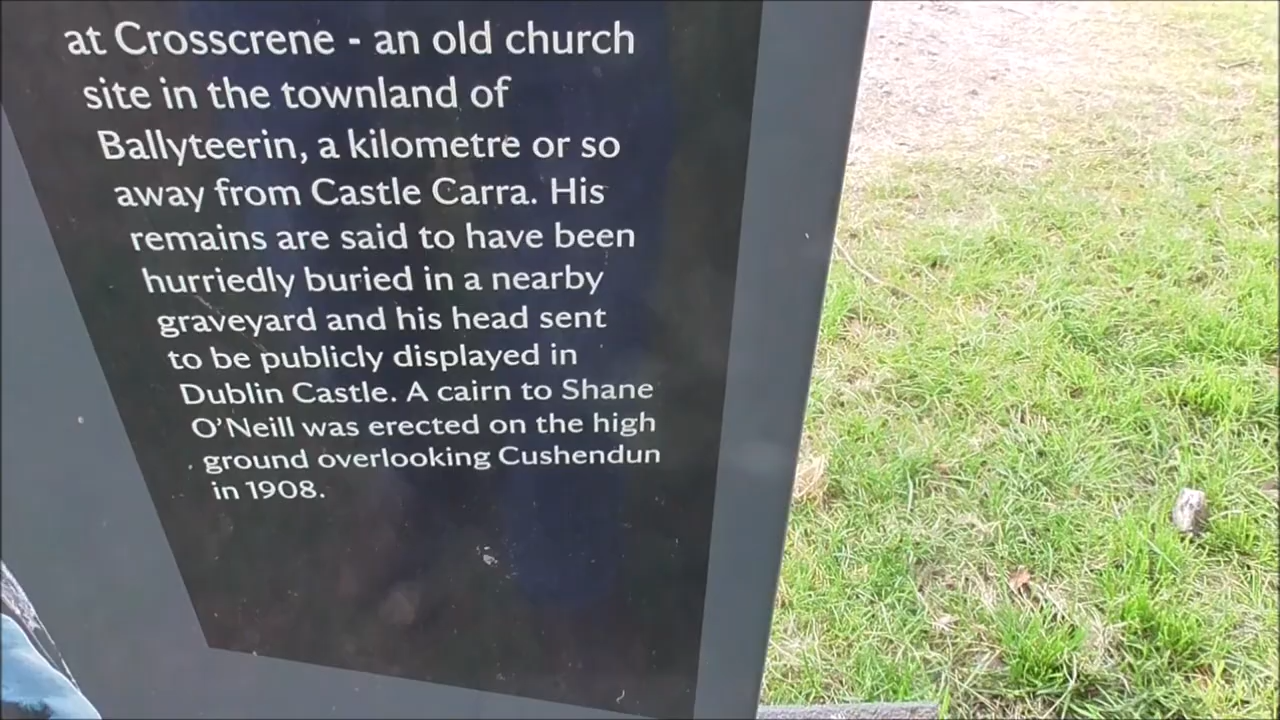 at Crosscrene - an old church
site in the townland of
Ballyteerin, a kilometre or so
away from Castle Carra. His
remains are said to have been
hurriedly buried in a nearby
graveyard and his head sent
to be publicly displayed in
Dublin Castle. A cairn to Shane
O'Neill was erected on the high
ground overlooking Cushendun
in 1908.